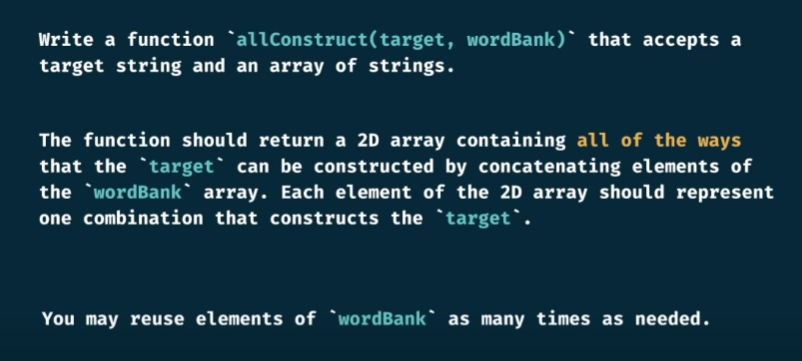 Write a function `allConstruct(target, wordBank)` that accepts a
target string and an array of strings.
The function should return a 2D array containing all of the ways
that the `target` can be constructed by concatenating elements of
the `wordBank` array. Each element of the 2D array should represent
one combination that constructs the `target`.
You may reuse elements of `wordBank` as many times as needed.